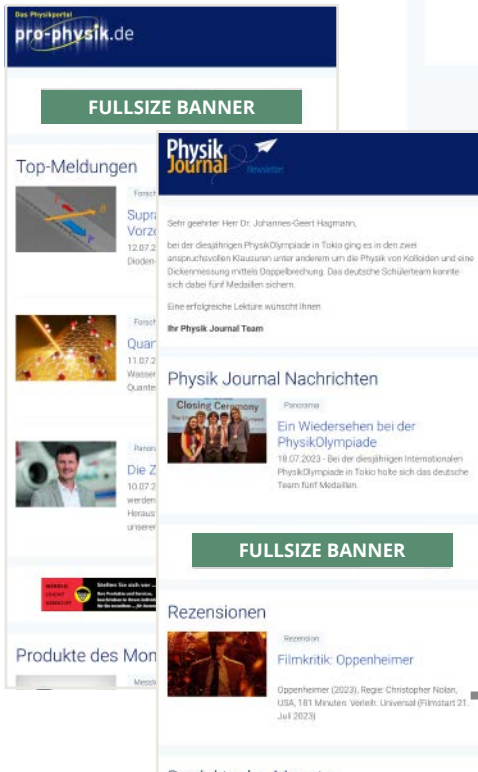 Das Physikportal
pro-physik.de
FULLSIZE BANNER
Top-Meldungen
Forsch
Supra
Vorze
12.07.2
Dioden-
Forsch
Quan
11.07.2
Wasser
Quante
Panora
Die Z
10.07.2
werden
Heraus
unserer
Stellen Sie sich vor ...
Produkte des Mon
Messte
Physik
Journal
Newsletter
Sehr geehrter Herr Dr. Johannes-Geert Hagmann,
bei der diesjährigen PhysikOlympiade in Tokio ging es in den zwei
anspruchsvollen Klausuren unter anderem um die Physik von Kolloiden und eine
Dickenmessung mittels Doppelbrechung. Das deutsche Schülerteam konnte
sich dabei fünf Medaillen sichern.
Eine erfolgreiche Lektüre wünscht Ihnen
Ihr Physik Journal Team
Physik Journal Nachrichten
Closing Ceremony
Panorama
Ein Wiedersehen bei der
PhysikOlympiade
18.07.2023 - Bei der diesjährigen Internationalen
PhysikOlympiade in Tokio holte sich das deutsche
Team fünf Medaillen.
FULLSIZE BANNER
Rezensionen
Rezension
Filmkritik: Oppenheimer
Oppenheimer (2023), Regie: Christopher Nolan,
USA, 181 Minuten. Verleih: Universal (Filmstart 21.
Juli 2023)